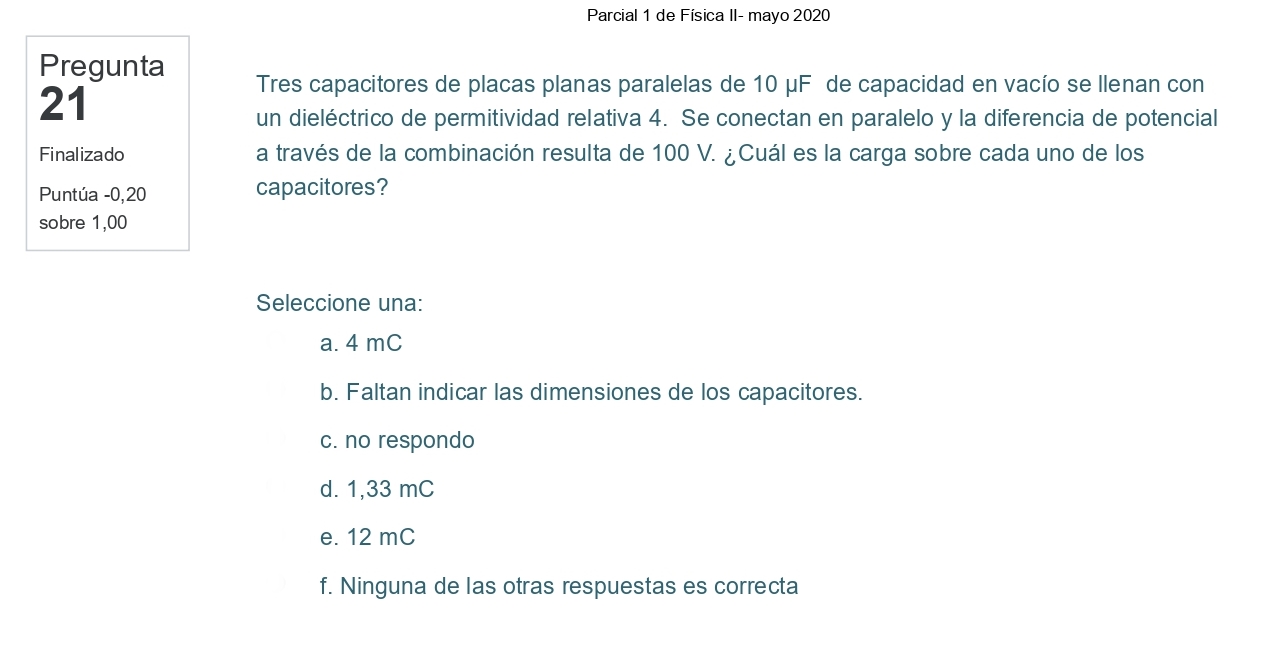 Parcial 1 de Física II- mayo 2020
Pregunta
21
Finalizado
Puntúa -0,20
sobre 1,00
Tres capacitores de placas planas paralelas de 10 µF  de capacidad en vacío se llenan con
un dieléctrico de permitividad relativa 4.  Se conectan en paralelo y la diferencia de potencial
a través de la combinación resulta de 100 V. ¿Cuál es la carga sobre cada uno de los
capacitores?
Seleccione una:
a. 4 mC
b. Faltan indicar las dimensiones de los capacitores.
c. no respondo
d. 1,33 mC
e. 12 mC
f. Ninguna de las otras respuestas es correcta